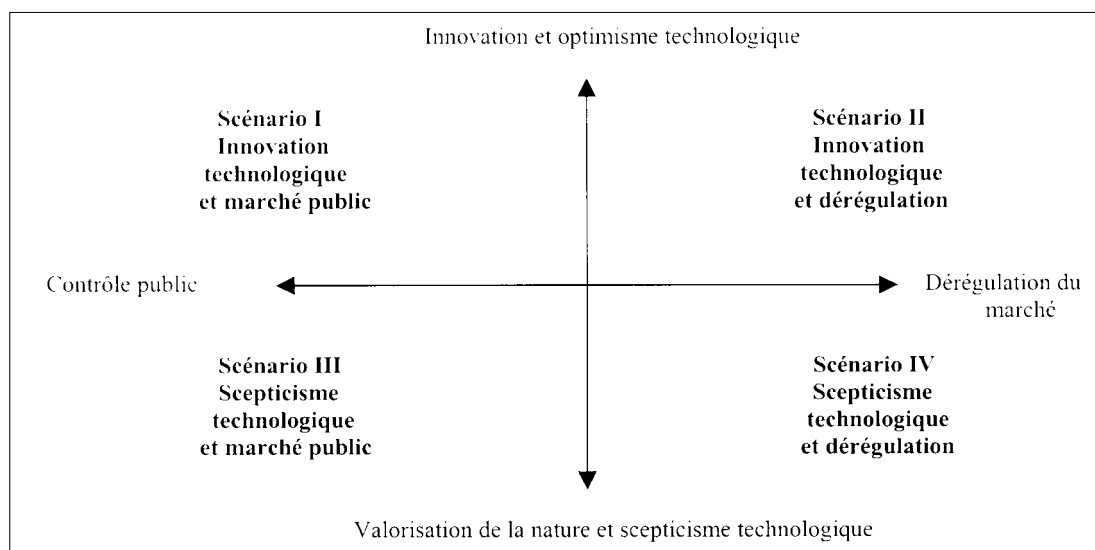 Innovation et optimisme technologique
Scénario I
Innovation
technologique
et marché public
Scénario II
Innovation
technologique
et dérégulation
Contrôle public
Dérégulation du
marché
Scénario III
Scepticisme
technologique
et marché public
Scénario IV
Scepticisme
technologique
et dérégulation
Valorisation de la nature et scepticisme technologique